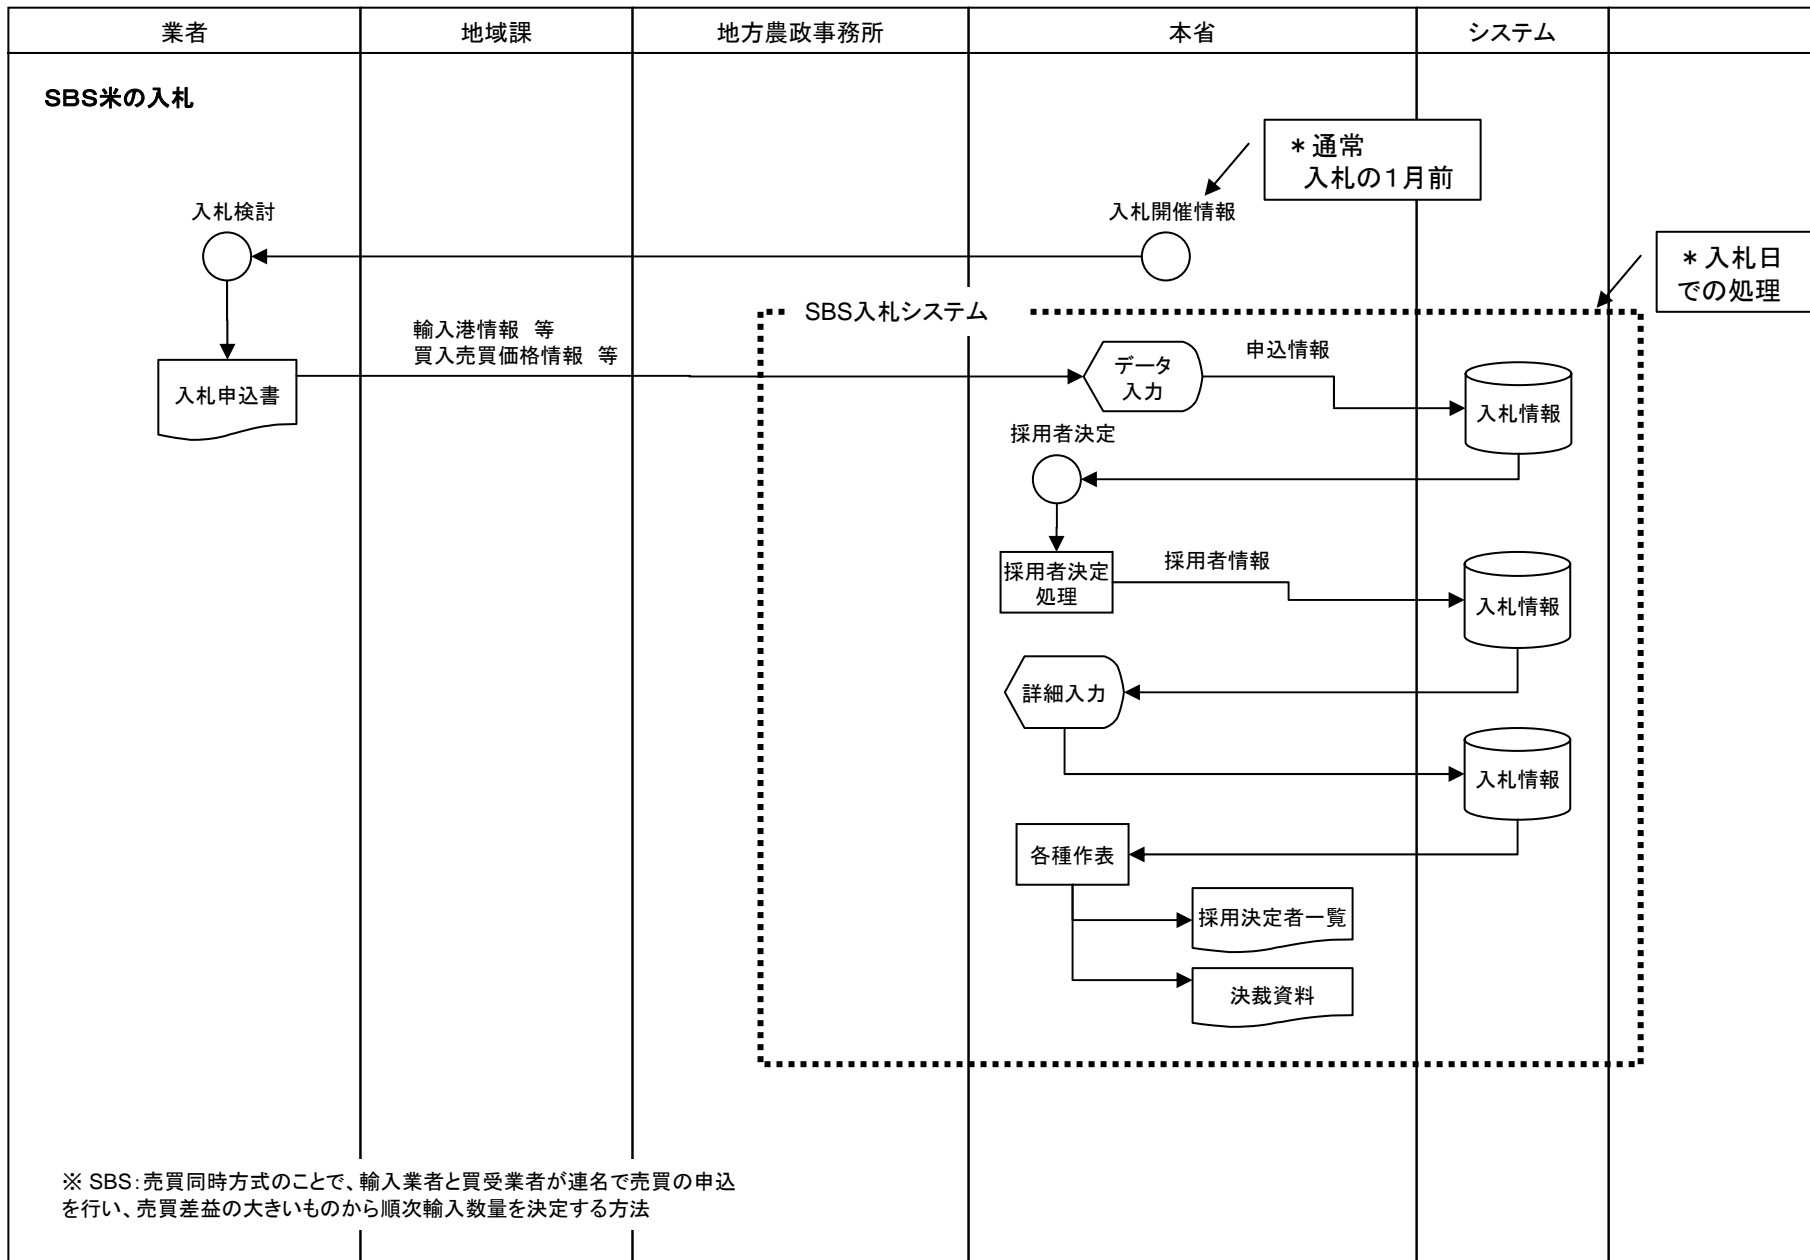 業者
地域課
地方農政事務所
本省
システム
SBS米の入札
＊通常
入札の１月前
入札検討
入札開催情報
＊入札日
での処理
SBS入札システム
輸入港情報　等
買入売買価格情報　等
入札申込書
データ
入力
申込情報
入札情報
採用者決定
採用者決定
処理
採用者情報
入札情報
詳細入力
入札情報
各種作表
採用決定者一覧
決裁資料
※ SBS：売買同時方式のことで、輸入業者と買受業者が連名で売買の申込
を行い、売買差益の大きいものから順次輸入数量を決定する方法